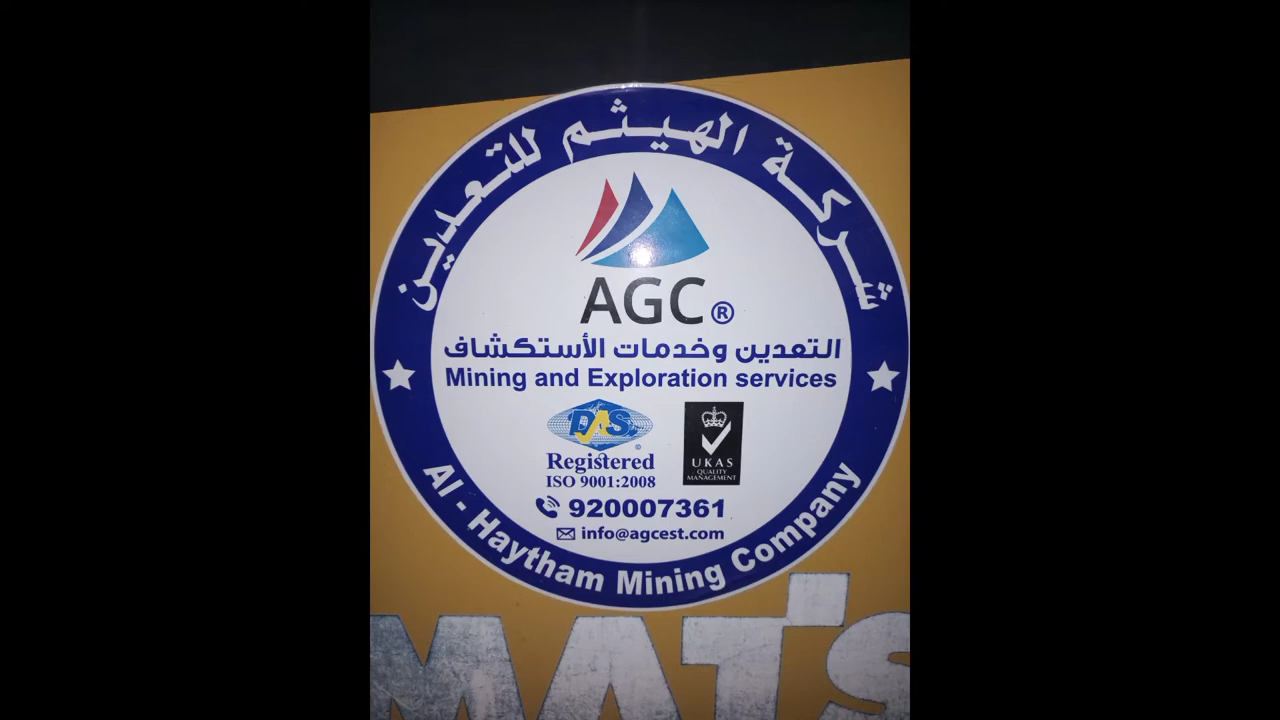 شركة الهيثم للتعدين
AGC®
التعدين وخدمات الأستكشاف
Mining and Exploration services
DAS
Registered
ISO 9001:2008
UKAS
QUALITY
MANAGEMENT
920007361
info@agcest.com
Al - Haytham Mining Company
MAT'S